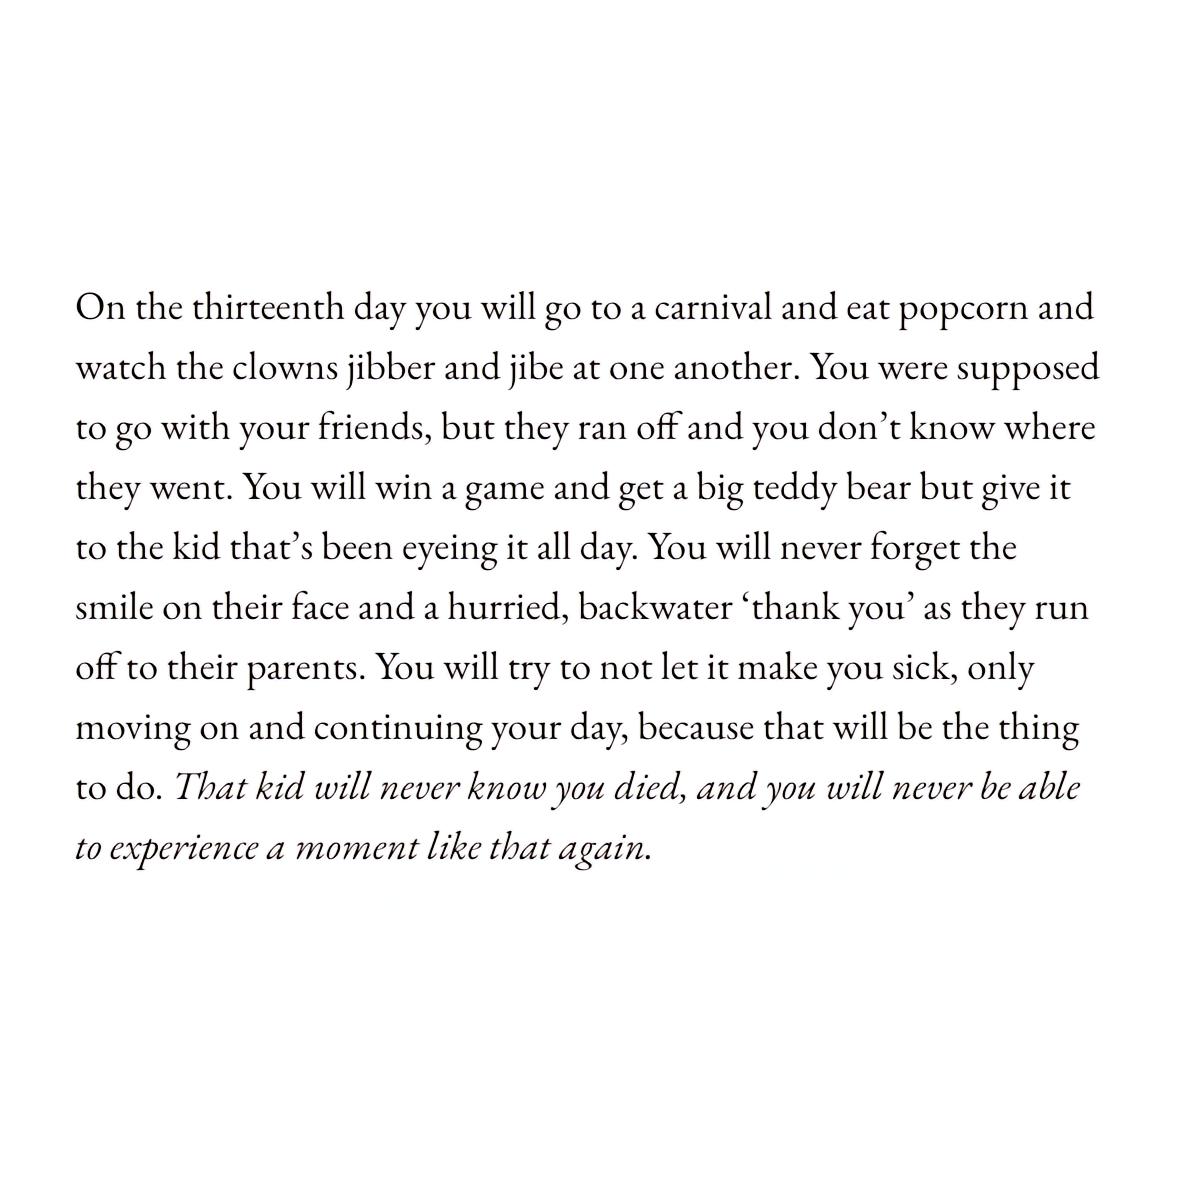 On the thirteenth day you will go to a carnival and eat popcorn and
watch the clowns jibber and jibe at one another. You were supposed
to go with your friends, but they ran off and you don’t know where
they went. You will win a game and get a big teddy bear but give it
to the kid that’s been eyeing it all day. You will never forget the
smile on their face and a hurried, backwater ‘thank you’ as they run
off to their parents. You will try to not let it make you sick, only
moving on and continuing your day, because that will be the thing
to do. That kid will never know you died, and you will never be able
to experience a moment like that again.